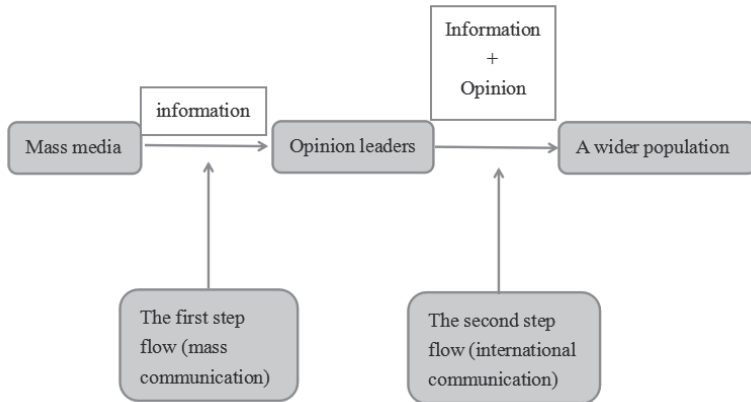 Information
+
Opinion
information
Mass media
Opinion leaders
A wider population
The first step
flow (mass
communication)
The second step
flow (international
communication)